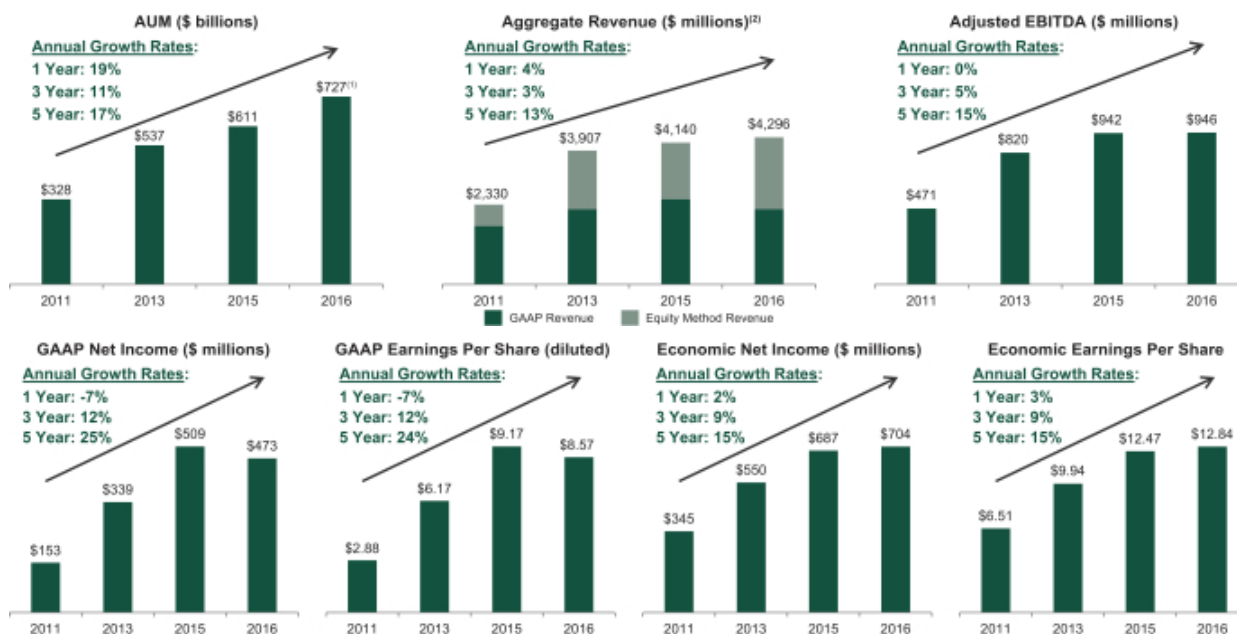 AUM ($ billions)
Annual Growth Rates:
1 Year: 19%
3 Year: 11%
5 Year: 17%
$328
$537
$611
$727(1)
2011 2013 2015 2016
Aggregate Revenue ($ millions)(2)
Annual Growth Rates:
1 Year: 4%
3 Year: 3%
5 Year: 13%
$2,330
$3,907
$4,140
$4,296
2011 2013 2015 2016
GAAP Revenue Equity Method Revenue
Adjusted EBITDA ($ millions)
Annual Growth Rates:
1 Year: 0%
3 Year: 5%
5 Year: 15%
$471
$820
$942
$946
2011 2013 2015 2016
GAAP Net Income ($ millions)
Annual Growth Rates:
1 Year: -7%
3 Year: 12%
5 Year: 25%
$153
$339
$509
$473
2011 2013 2015 2016
GAAP Earnings Per Share (diluted)
Annual Growth Rates:
1 Year: -7%
3 Year: 12%
5 Year: 24%
$2.88
$6.17
$9.17
$8.57
2011 2013 2015 2016
Economic Net Income ($ millions)
Annual Growth Rates:
1 Year: 2%
3 Year: 9%
5 Year: 15%
$345
$550
$687
$704
2011 2013 2015 2016
Economic Earnings Per Share
Annual Growth Rates:
1 Year: 3%
3 Year: 9%
5 Year: 15%
$6.51
$9.94
$12.47
$12.84
2011 2013 2015 2016